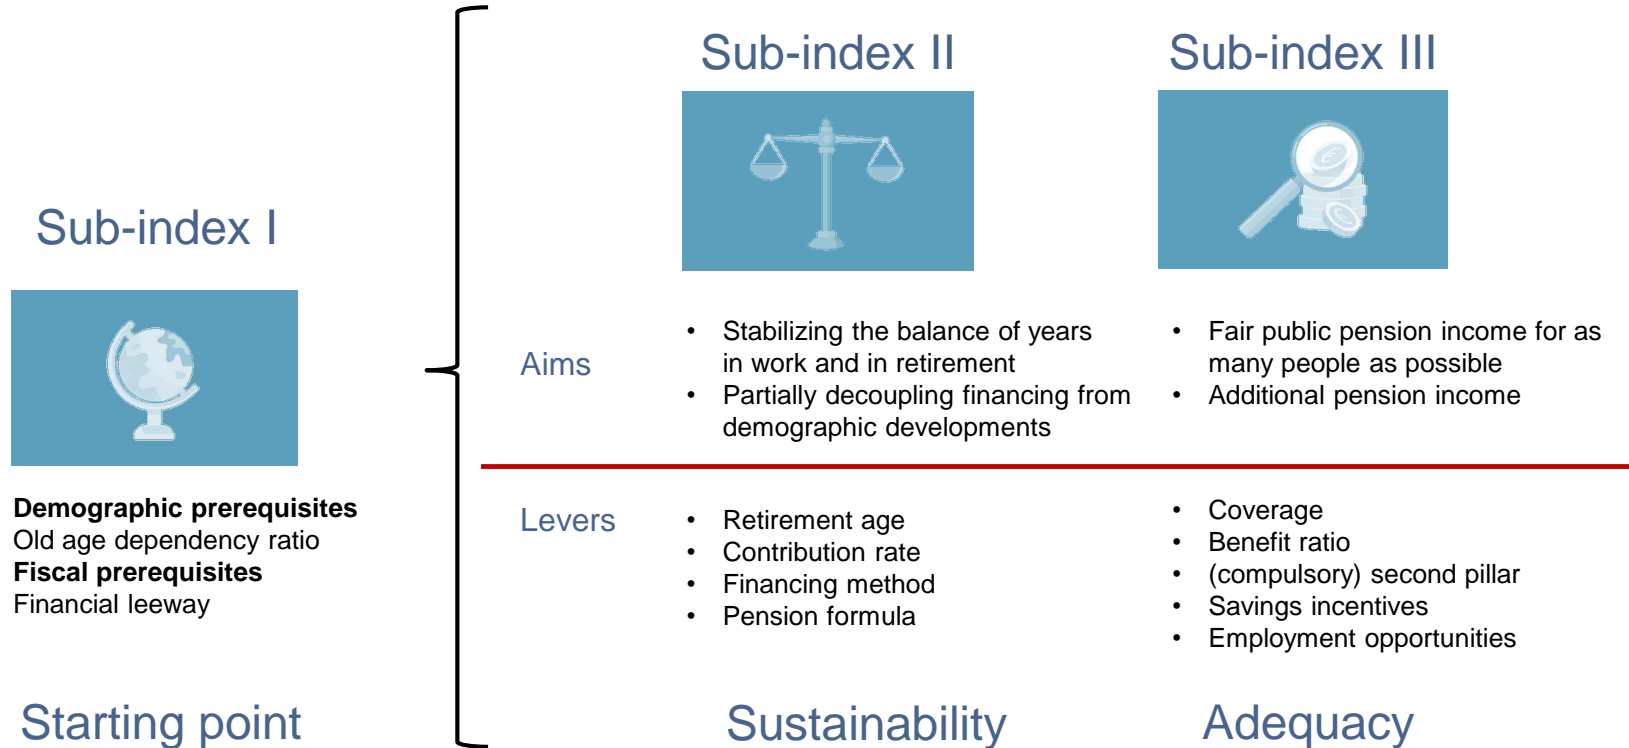 Sub-index I
Demographic prerequisites
Old age dependency ratio
Fiscal prerequisites
Financial leeway
Starting point
Aims
Levers
Sub-index II
• Stabilizing the balance of years
in work and in retirement
• Partially decoupling financing from
demographic developments
• Retirement age
• Contribution rate
• Financing method
• Pension formula
Sustainability
Sub-index III
• Fair public pension income for as
many people as possible
• Additional pension income
• Coverage
• Benefit ratio
• (compulsory) second pillar
• Savings incentives
• Employment opportunities
Adequacy